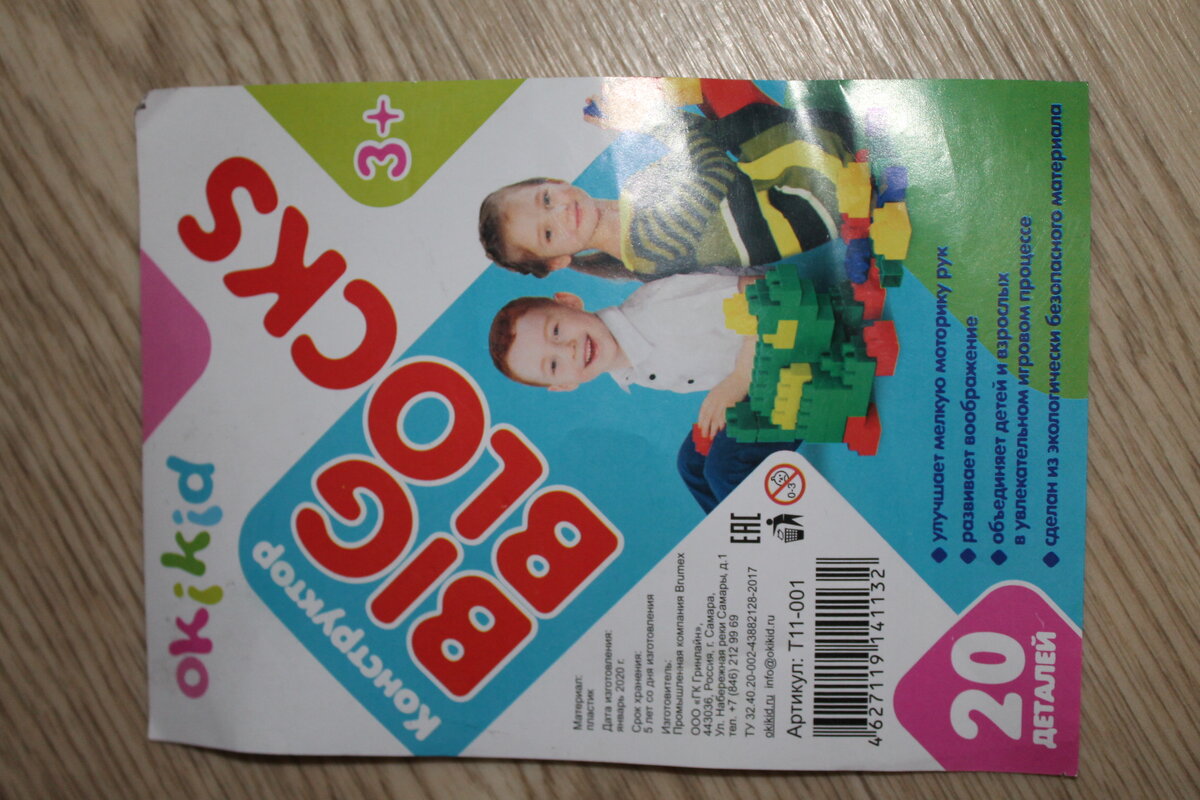 okikid
3+
Конструктор
BIG
BLOCKS
Материал:
пластик
Дата изготовления:
январь 2020 г.
Срок хранения:
5 лет со дня изготовления
Изготовитель:
Промышленная компания Brumex
ООО «ГК Гринлайн»,
443036, Россия, г. Самара,
Ул. Набережная реки Самары, д.1
тел. +7 (846) 212 99 69
ТУ 32.40.20-002-43882128-2017
okikid.ru info@okikid.ru
Артикул: Т11-001
4 627119 141132
EAC
0-3
улучшает мелкую моторику рук
развивает воображение
объединяет детей и взрослых
в увлекательном игровом процессе
сделан из экологически безопасного материала
20
ДЕТАЛЕЙ